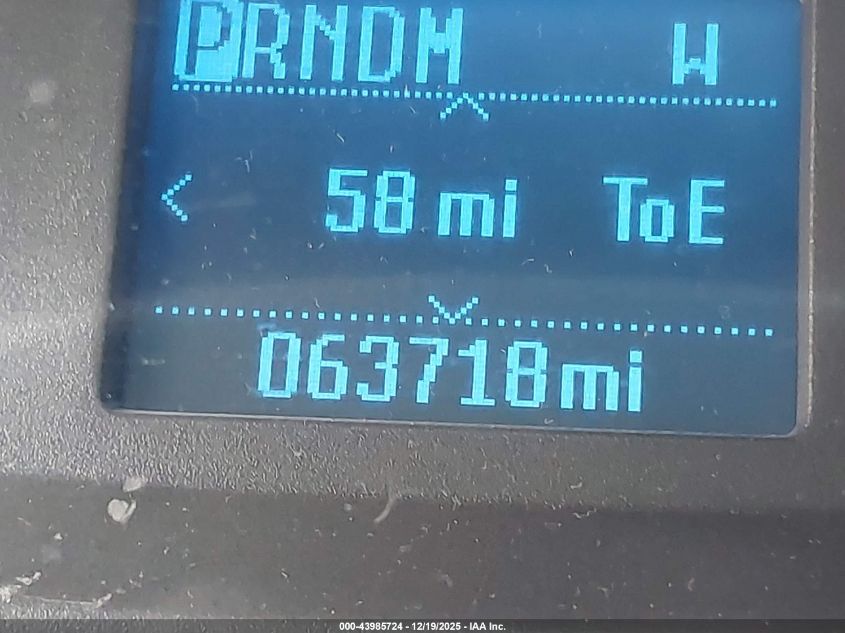 PRNDM W
< 58 mi ToE
063718mi
000-43985724 - 12/19/2025 - IAA Inc.